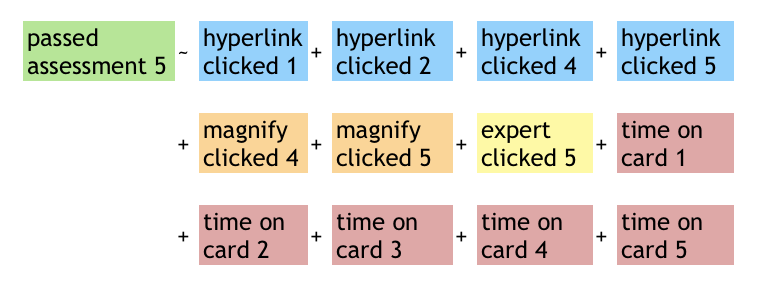 passed assessment 5 ~ hyperlink clicked 1 + hyperlink clicked 2 + hyperlink clicked 4 + hyperlink clicked 5
+ magnify clicked 4 + magnify clicked 5 + expert clicked 5 + time on card 1
+ time on card 2 + time on card 3 + time on card 4 + time on card 5